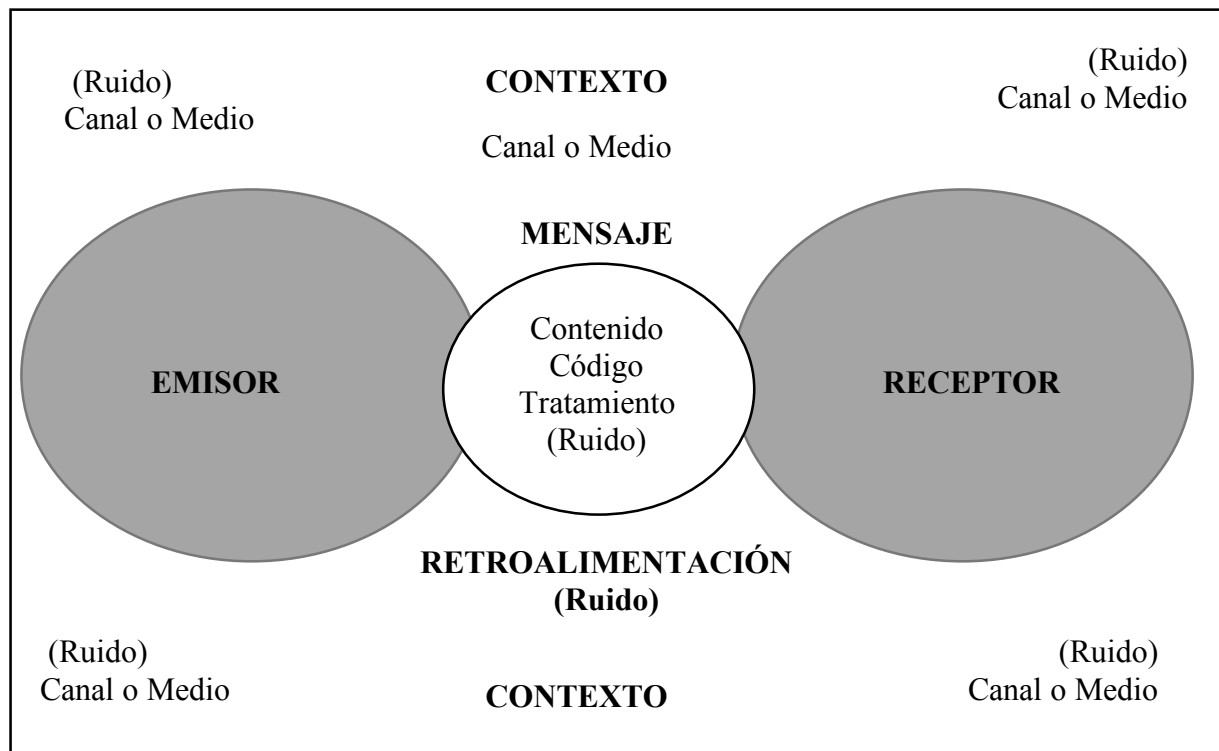 (Ruido)
Canal o Medio
CONTEXTO
Canal o Medio
(Ruido)
Canal o Medio
MENSAJE
EMISOR
Contenido
Código
Tratamiento
(Ruido)
RECEPTOR
RETROALIMENTACIÓN
(Ruido)
(Ruido)
Canal o Medio
CONTEXTO
(Ruido)
Canal o Medio